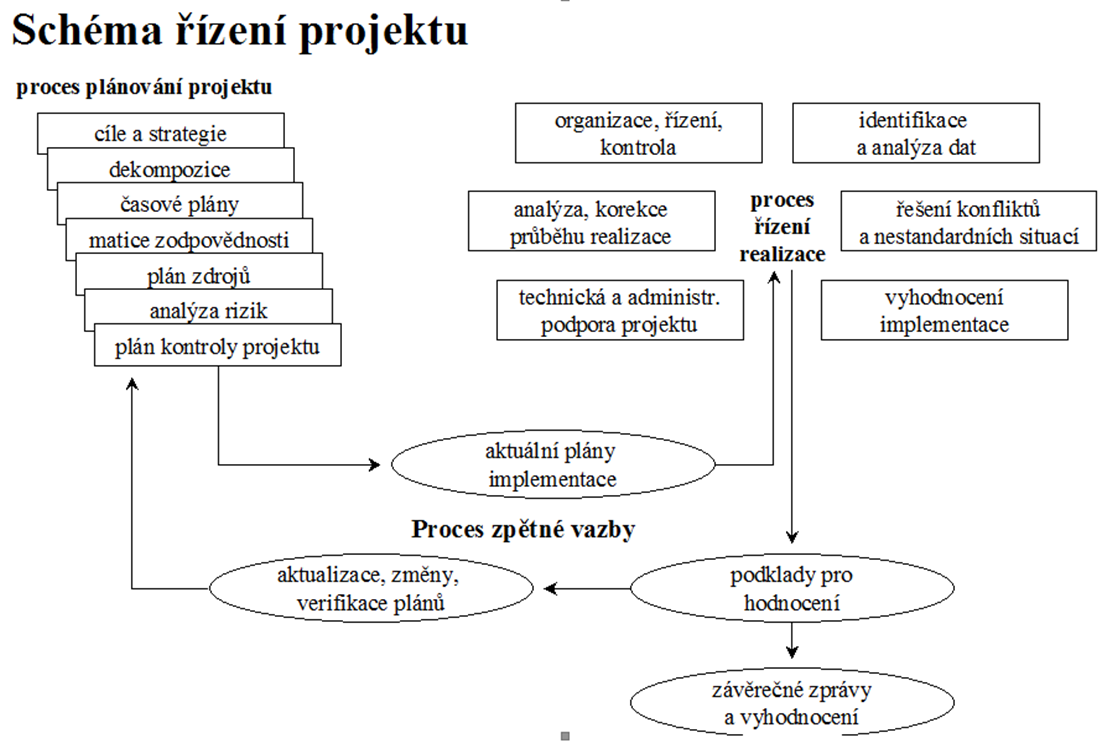 Schéma řízení projektu
proces plánování projektu
cíle a strategie
dekompozice
časové plány
matice zodpovědnosti
plán zdrojů
analýza rizik
plán kontroly projektu
organizace, řízení,
kontrola
identifikace
a analýza dat
analýza, korekce
průběhu realizace
proces
řízení
realizace
řešení konfliktů
a nestandardních situací
technická a administr.
podpora projektu
vyhodnocení
implementace
aktuální plány
implementace
Proces zpětné vazby
aktualizace, změny,
verifikace plánů
podklady pro
hodnocení
závěrečné zprávy
a vyhodnocení